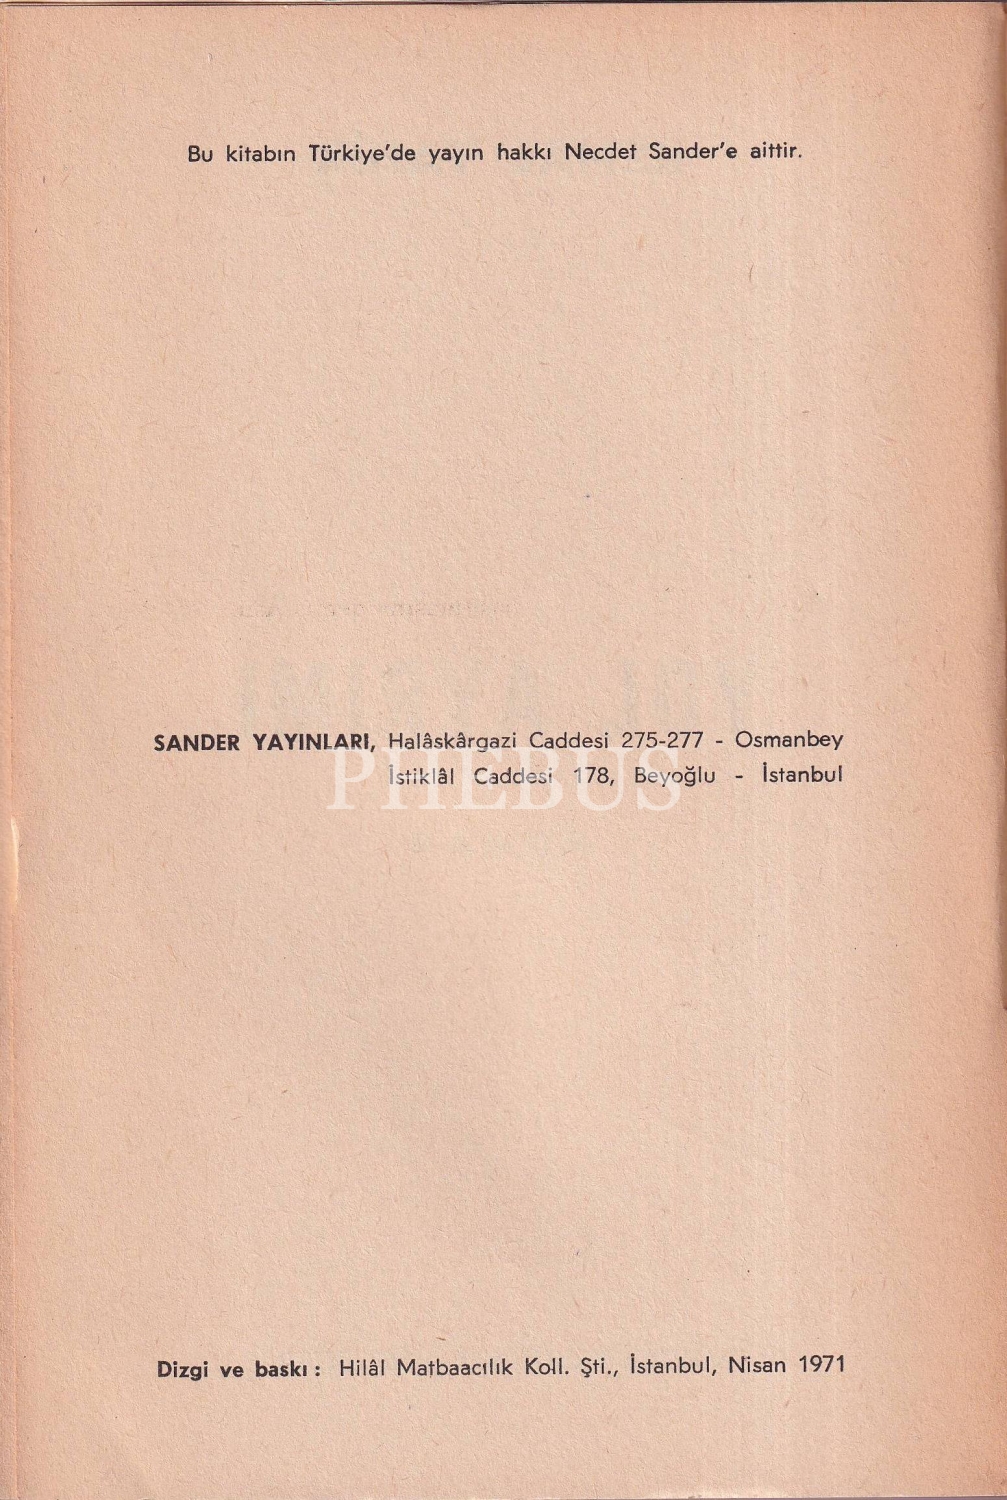 Bu kitabın Türkiye'de yayın hakkı Necdet Sander'e aittir.
SANDER YAYINLARI, Halâskârgazi Caddesi 275-277 - Osmanbey
İstiklâl Caddesi 178, Beyoğlu - İstanbul
PHEBUS
Dizgi ve baskı : Hilâl Matbaacılık Koll. Şti., İstanbul, Nisan 1971